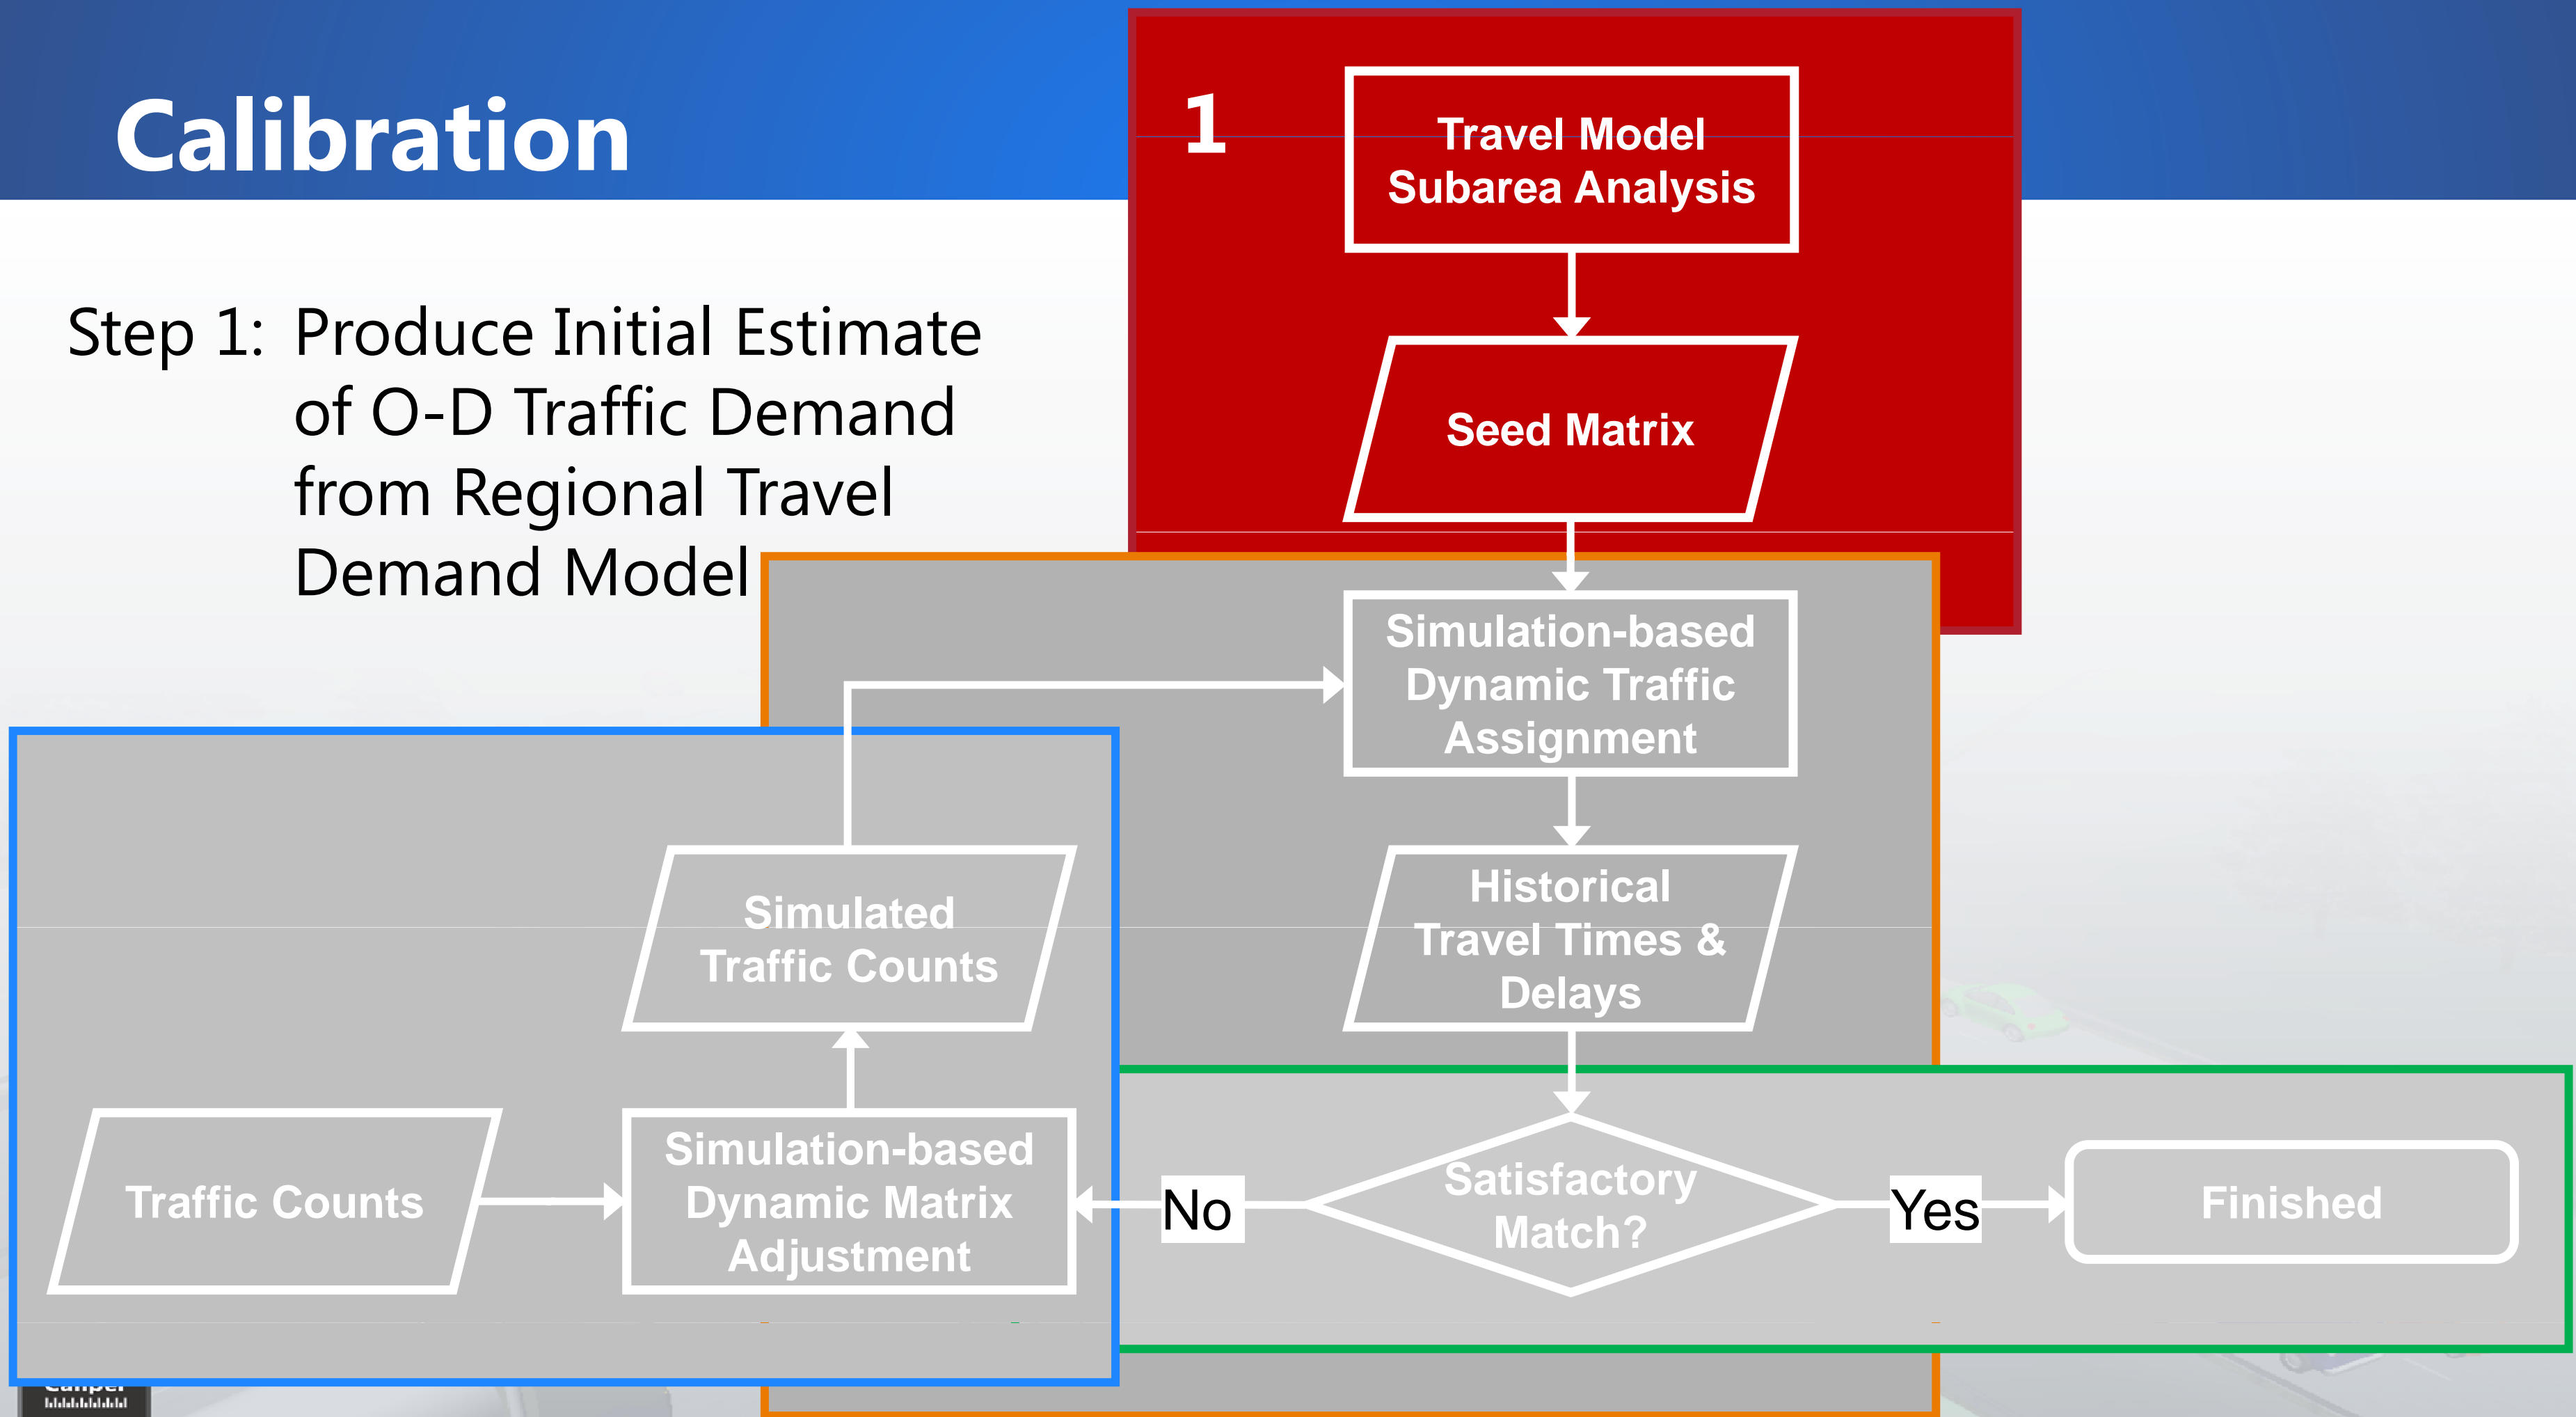 Calibration
1
Travel Model
Subarea Analysis
Step 1: Produce Initial Estimate
of O-D Traffic Demand
from Regional Travel
Demand Model
Seed Matrix
Simulation-based
Dynamic Traffic
Assignment
Simulated
Traffic Counts
Historical
Travel Times &
Delays
Traffic Counts
Simulation-based
Dynamic Matrix
Adjustment
No
Satisfactory
Match?
Yes
Finished
Caliper